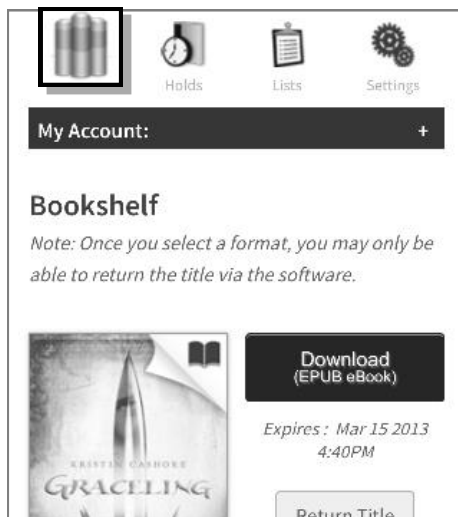 Holds Lists Settings
My Account: +
Bookshelf
Note: Once you select a format, you may only be
able to return the title via the software.
Download
(EPUB eBook)
Expires : Mar 15 2013
4:40PM
KRISTIN CASHORE
GRACELING
Return Title